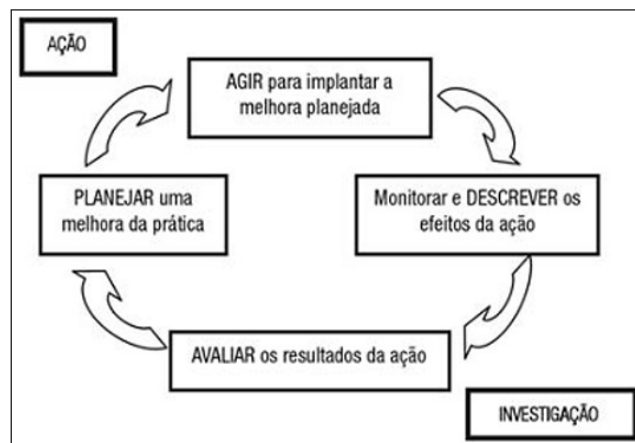 AÇÃO
AGIR para implantar a
melhora planejada
PLANEJAR uma
melhora da prática
Monitorar e DESCREVER os
efeitos da ação
AVALIAR os resultados da ação
INVESTIGAÇÃO